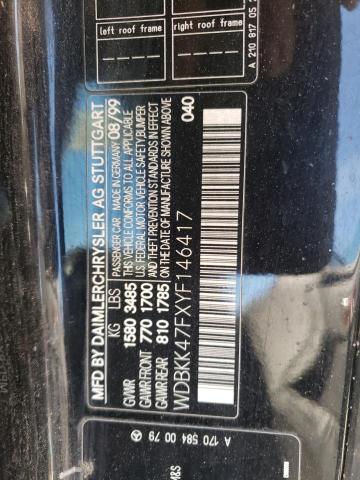 left roof frame
right roof frame
A 210 817 05
MFD BY DAIMLERCHRYSLER AG STUTTGART
PASSENGER CAR MADE IN GERMANY 08/99
KG LBS
GVWR 1580 3485
GAWR FRONT 770 1700
GAWR REAR 810 1785
THIS VEHICLE CONFORMS TO ALL APPLICABLE
U.S. FEDERAL MOTOR VEHICLE SAFETY BUMPER
AND THEFT PREVENTION STANDARDS IN EFFECT
ON THE DATE OF MANUFACTURE SHOWN ABOVE
040
WDBKK47FXYF146417
A 170 584 00 79
M&S